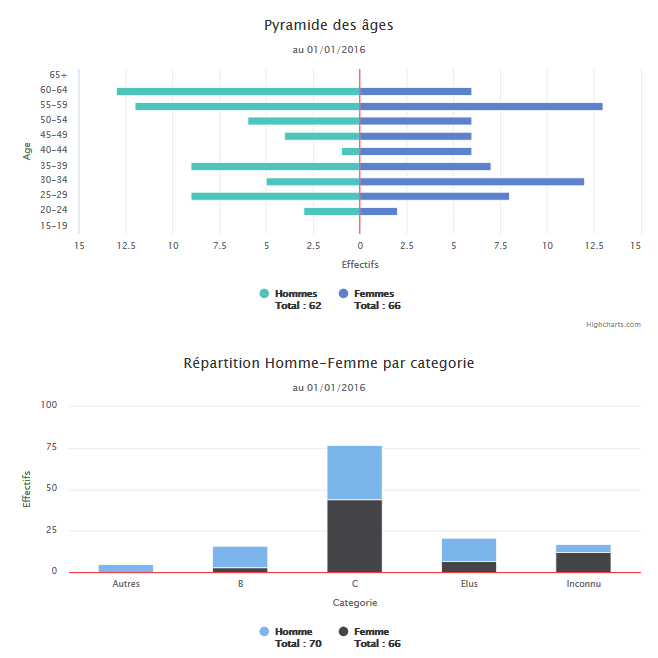 Pyramide des âges
au 01/01/2016
Age
65+
60-64
55-59
50-54
45-49
40-44
35-39
30-34
25-29
20-24
15-19
15 12.5 10 7.5 5 2.5 0 2.5 5 7.5 10 12.5 15
Effectifs
Hommes Femmes
Total : 62 Total : 66
Highcharts.com
Répartition Homme-Femme par categorie
au 01/01/2016
Effectifs
100
75
50
25
0
Autres B C Elus Inconnu
Categorie
Homme Femme
Total : 70 Total : 66